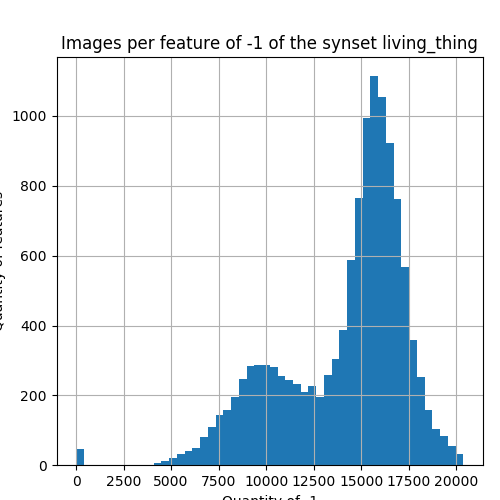 Images per feature of -1 of the synset living_thing
1000
800
600
400
200
0
0 2500 5000 7500 10000 12500 15000 17500 20000
Quantity of features
Quantity of -1